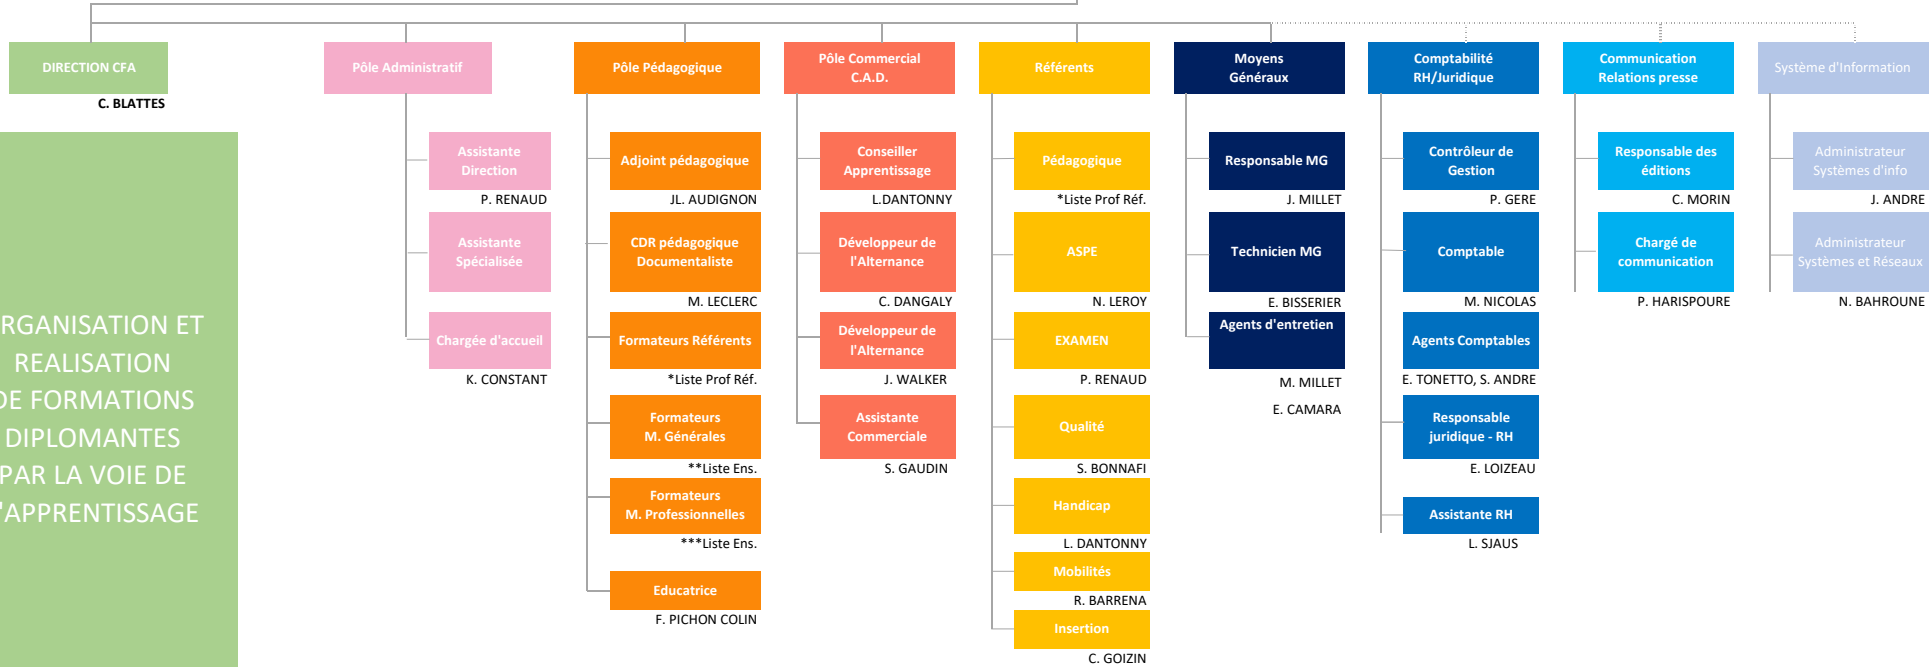 DIRECTION CFA
C. BLATTES
RGANISATION ET
REALISATION
DE FORMATIONS
DIPLOMANTES
PAR LA VOIE DE
'APPRENTISSAGE
Pôle Administratif
Assistante
Direction
P. RENAUD
Assistante
Spécialisée
Chargée d'accueil
K. CONSTANT
Pôle Pédagogique
Adjoint pédagogique
JL. AUDIGNON
CDR pédagogique
Documentaliste
M. LECLERC
Formateurs Référents
*Liste Prof Réf.
Formateurs
M. Générales
**Liste Ens.
Formateurs
M. Professionnelles
***Liste Ens.
Educatrice
F. PICHON COLIN
Pôle Commercial
C.A.D.
Conseiller
Apprentissage
L.DANTONNY
Développeur de
l'Alternance
C. DANGALY
Développeur de
l'Alternance
J. WALKER
Assistante
Commerciale
S. GAUDIN
Référents
Pédagogique
*Liste Prof Réf.
ASPE
N. LEROY
EXAMEN
P. RENAUD
Qualité
S. BONNAFI
Handicap
L. DANTONNY
Mobilités
R. BARRENA
Insertion
C. GOIZIN
Moyens
Généraux
Responsable MG
J. MILLET
Technicien MG
E. BISSERIER
Agents d'entretien
M. MILLET
E. CAMARA
Comptabilité
RH/Juridique
Contrôleur de
Gestion
P. GERE
Comptable
M. NICOLAS
Agents Comptables
E. TONETTO, S. ANDRE
Responsable
juridique - RH
E. LOIZEAU
Assistante RH
L. SJAUS
Communication
Relations presse
Responsable des
éditions
C. MORIN
Chargé de
communication
P. HARISPOURE
Système d'Information
Administrateur
Systèmes d'info
J. ANDRE
Administrateur
Systèmes et Réseaux
N. BAHROUNE